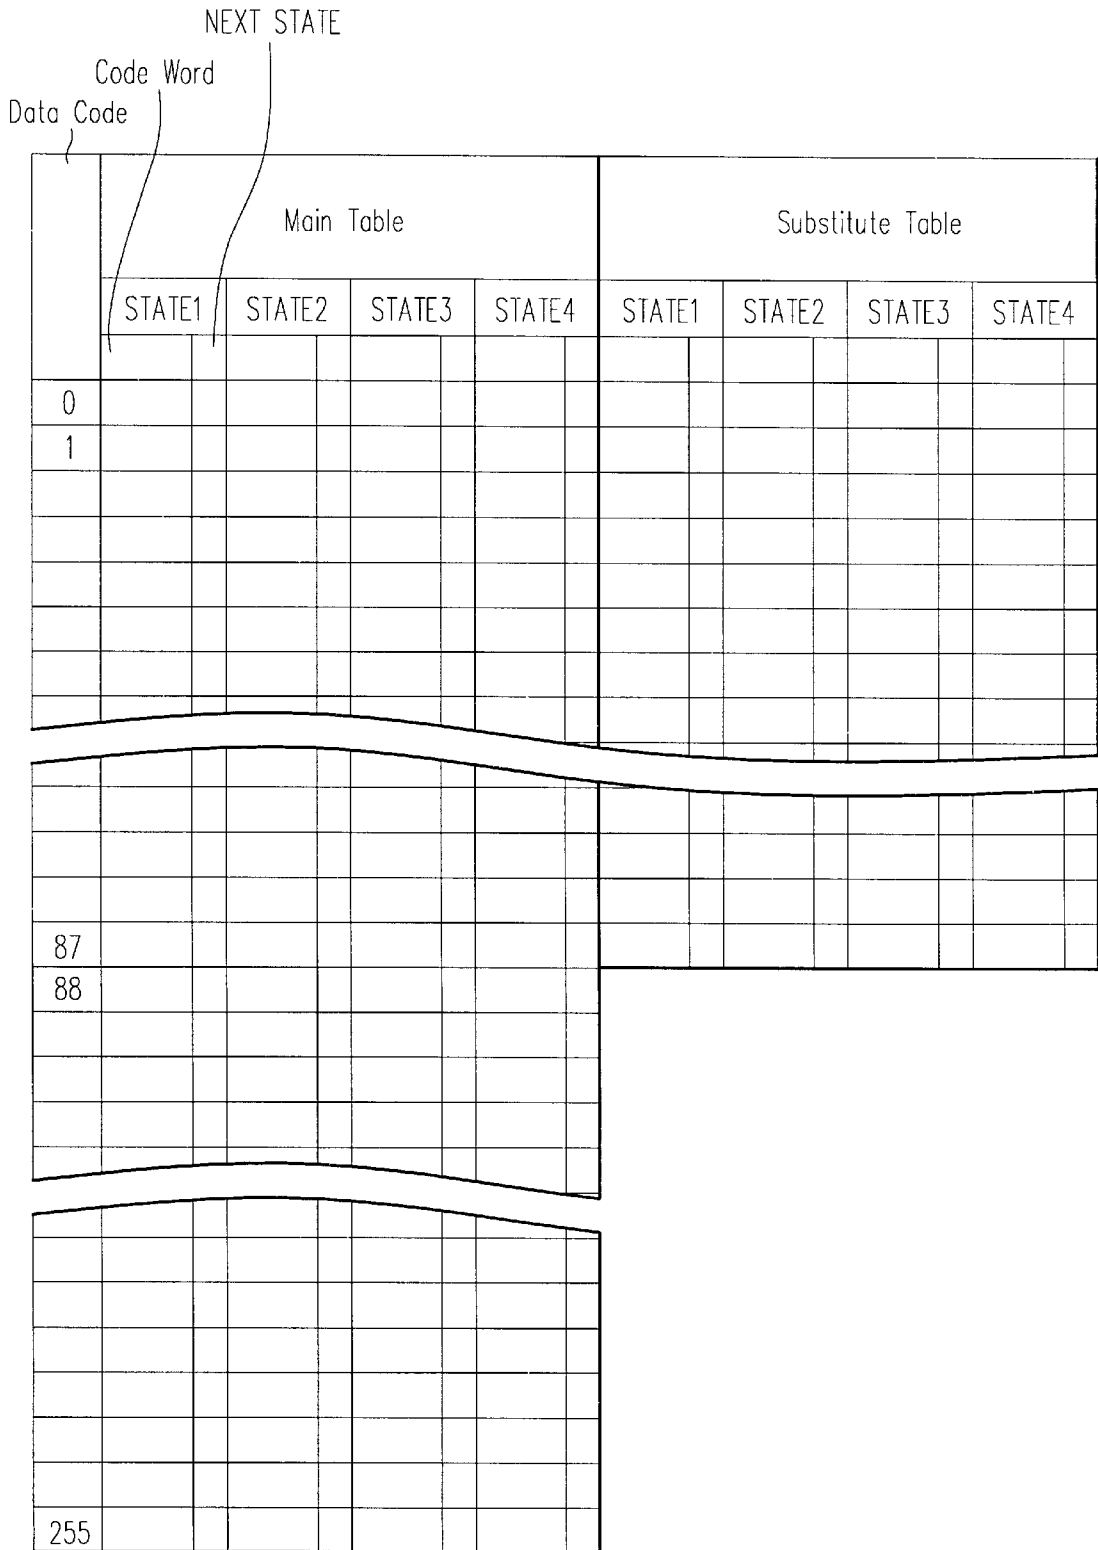 NEXT STATE
Code Word
Data Code
Main Table
Substitute Table
STATE1 STATE2 STATE3 STATE4 STATE1 STATE2 STATE3 STATE4
0
1
87
88
255